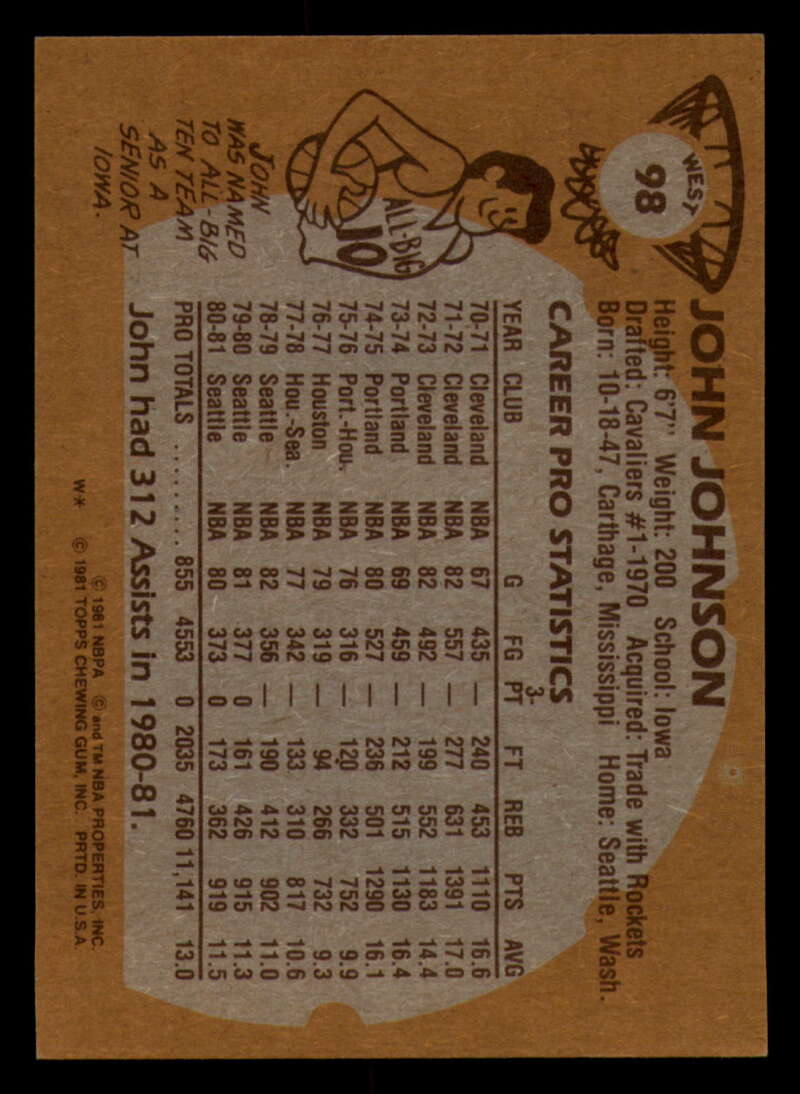 WEST
98
JOHN JOHNSON
Height: 6'7" Weight: 200 School: Iowa
Drafted: Cavaliers #1-1970 Acquired: Trade with Rockets
Born: 10-18-47, Carthage, Mississippi Home: Seattle, Wash.
CAREER PRO STATISTICS
YEAR CLUB G FG 3-PT FT REB PTS AVG
70-71 Cleveland NBA 67 435 — 240 453 1110 16.6
71-72 Cleveland NBA 82 557 — 277 631 1391 17.0
72-73 Cleveland NBA 82 492 — 199 552 1183 14.4
73-74 Portland NBA 69 459 — 212 515 1130 16.4
74-75 Portland NBA 80 527 — 236 501 1290 16.1
75-76 Port.-Hou. NBA 76 316 — 120 332 752 9.9
76-77 Houston NBA 79 319 — 94 266 732 9.3
77-78 Hou.-Sea. NBA 77 342 — 133 310 817 10.6
78-79 Seattle NBA 82 356 — 190 412 902 11.0
79-80 Seattle NBA 81 377 0 161 426 915 11.3
80-81 Seattle NBA 80 373 0 173 362 919 11.5
PRO TOTALS ......... 855 4553 0 2035 4760 11,141 13.0
John had 312 Assists in 1980-81.
ALL-BIG
10
JOHN
WAS NAMED
TO ALL-BIG
TEN TEAM
AS A
SENIOR AT
IOWA.
© 1981 NBPA © and TM NBA PROPERTIES, INC.
W* © 1981 TOPPS CHEWING GUM, INC. PRTD. IN U.S.A.